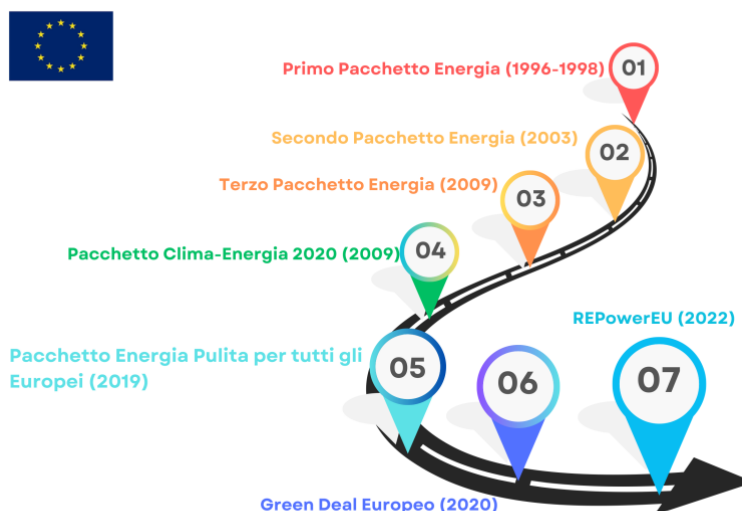 Primo Pacchetto Energia (1996-1998)
01
Secondo Pacchetto Energia (2003)
02
Terzo Pacchetto Energia (2009)
03
Pacchetto Clima-Energia 2020 (2009)
04
Pacchetto Energia Pulita per tutti gli
Europei (2019)
05
06
Green Deal Europeo (2020)
REPowerEU (2022)
07